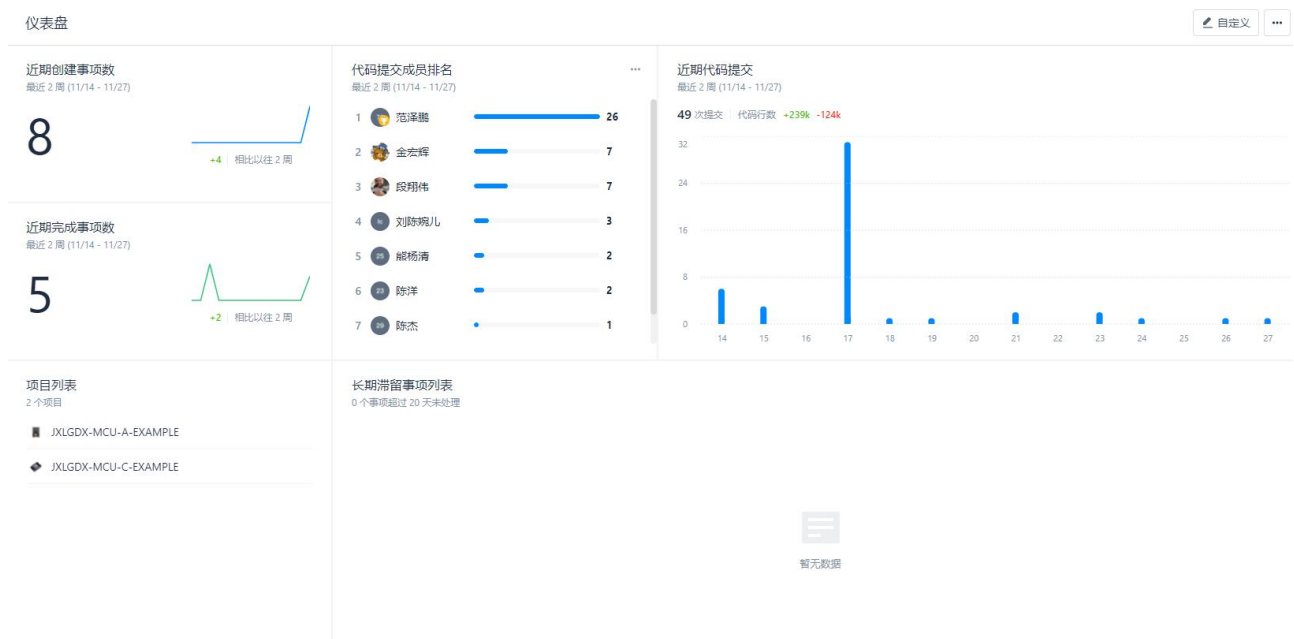 仪表盘
自定义
近期创建事项数
最近 2 周 (11/14 - 11/27)
8
+4 相比以往 2 周
近期完成事项数
最近 2 周 (11/14 - 11/27)
5
+2 相比以往 2 周
代码提交成员排名
最近 2 周 (11/14 - 11/27)
1 范泽鹏 26
2 金宏辉 7
3 段翔伟 7
4 刘陈婉儿 3
5 25 熊杨清 2
6 23 陈洋 2
7 29 陈杰 1
近期代码提交
最近 2 周 (11/14 - 11/27)
49 次提交 代码行数 +239k -124k
32
24
16
8
0
14 15 16 17 18 19 20 21 22 23 24 25 26 27
项目列表
2 个项目
JXLGDX-MCU-A-EXAMPLE
JXLGDX-MCU-C-EXAMPLE
长期滞留事项列表
0 个事项超过 20 天未处理
暂无数据